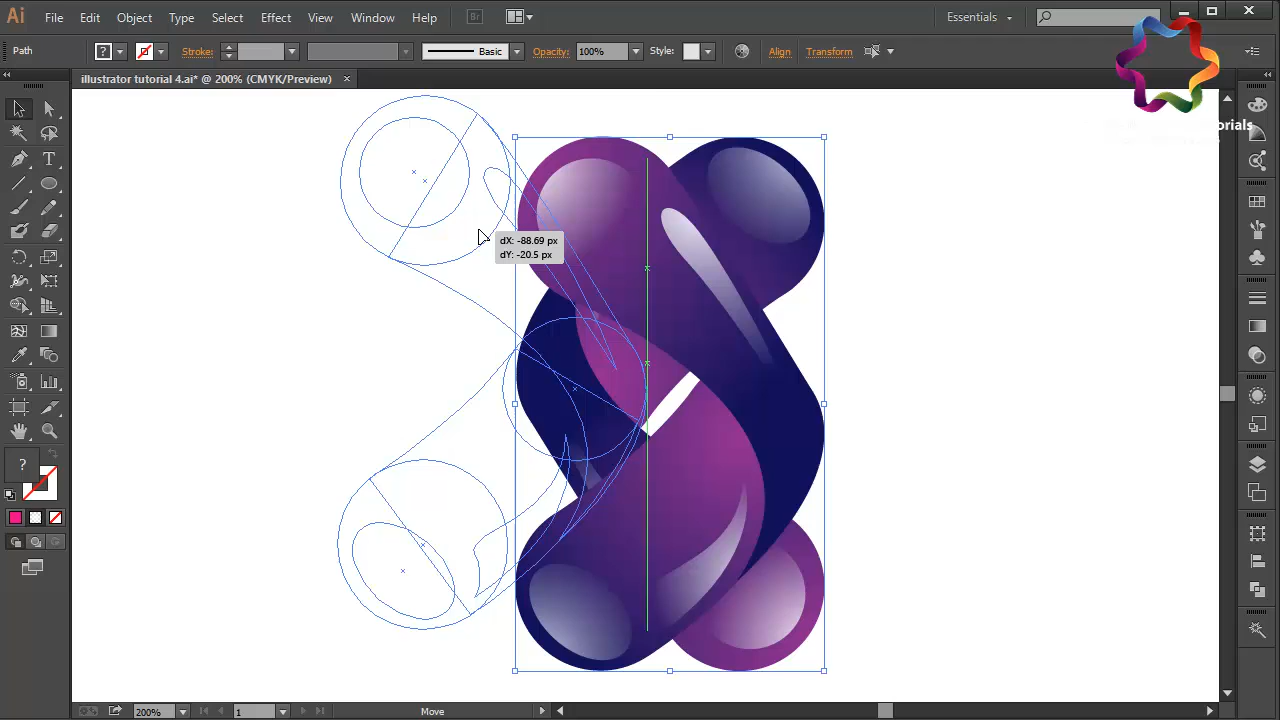 Ai File Edit Object Type Select Effect View Window Help Br Essentials
Path ? Stroke: Basic Opacity: 100% Style: Align Transform
illustrator tutorial 4.ai* @ 200% (CMYK/Preview) ×
orials
dX: -88.69 px
dY: -20.5 px
?
200% 1 Move